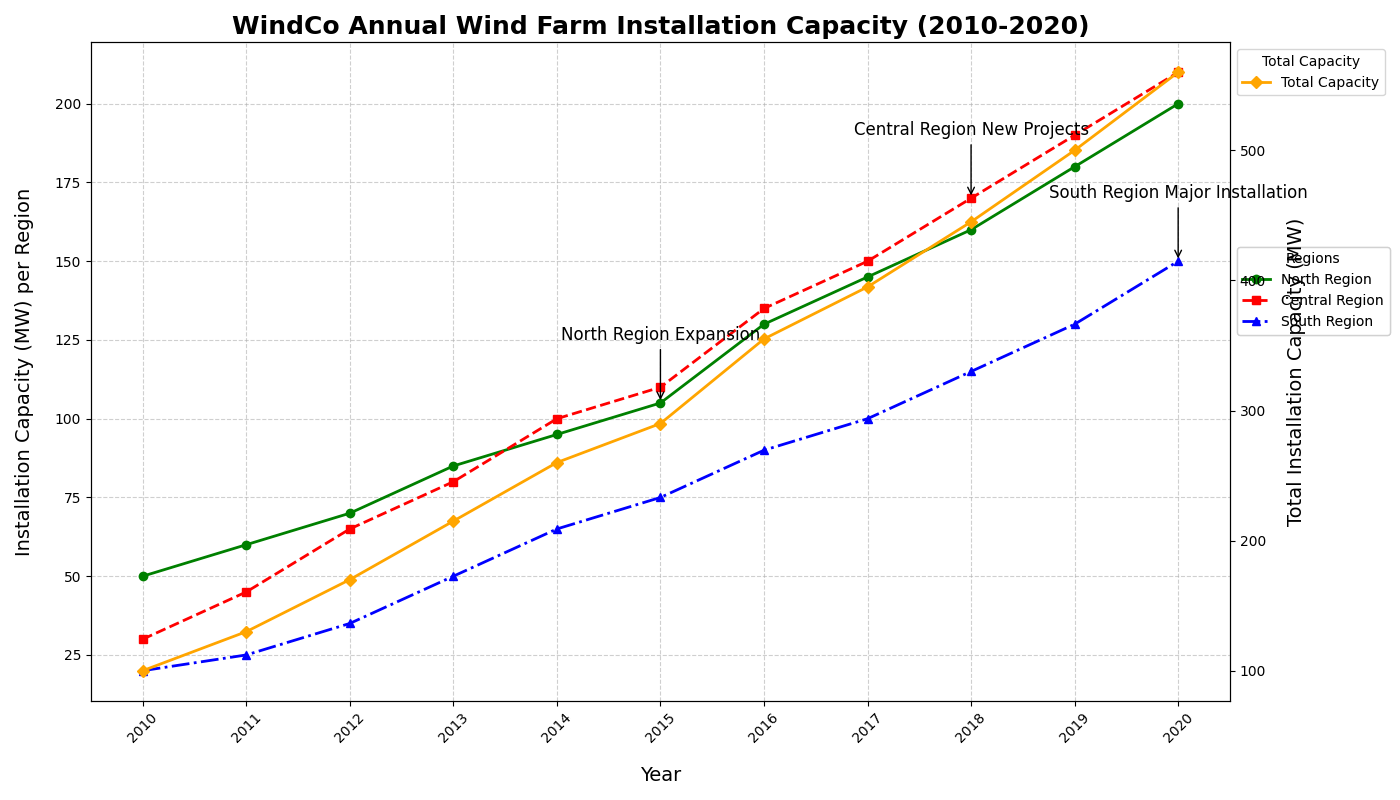 WindCo Annual Wind Farm Installation Capacity (2010-2020)
Installation Capacity (MW) per Region
200
175
150
125
100
75
50
25
Central Region New Projects
South Region Major Installation
North Region Expansion
2010
2011
2012
2013
2014
2015
2016
2017
2018
2019
2020
Year
500
400
300
200
100
Total Installation Capacity (MW)
Total Capacity
Total Capacity
Regions
North Region
Central Region
South Region